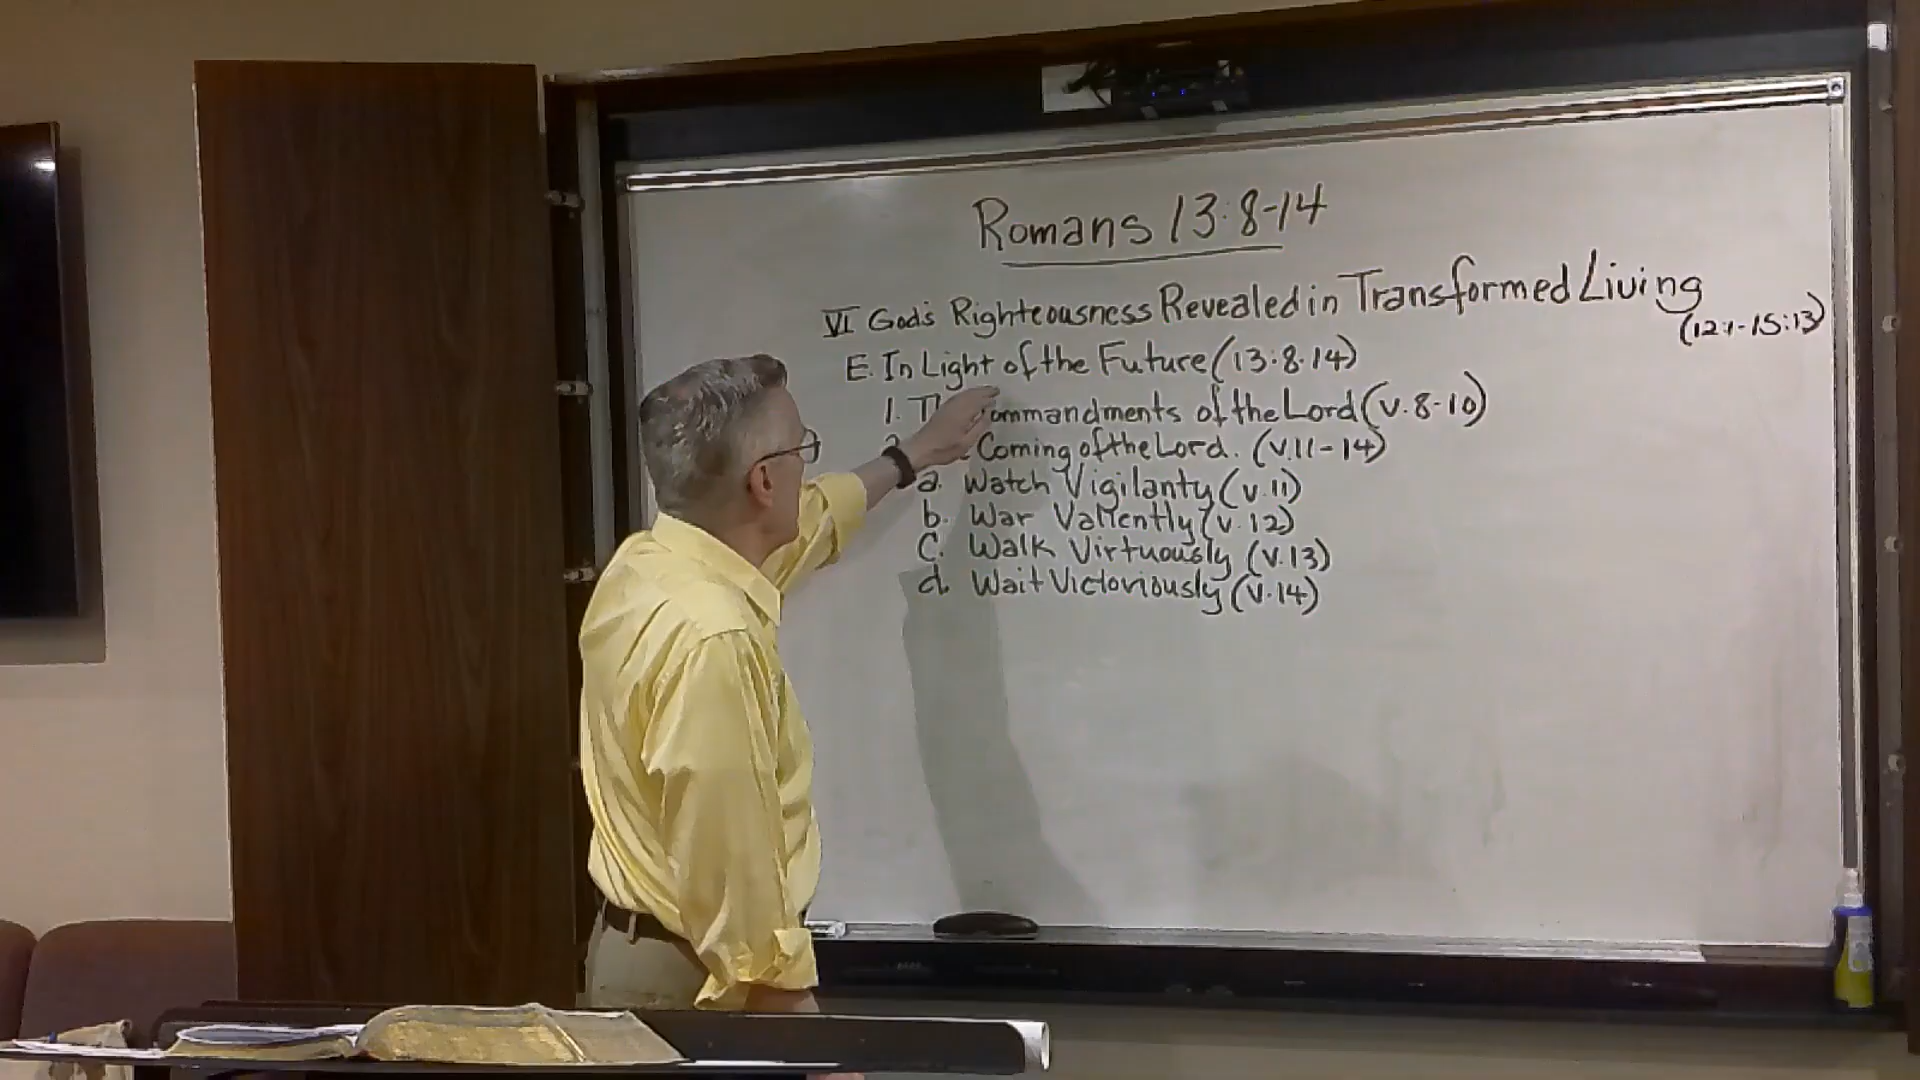 Romans 13:8-14
VI God's Righteousness Revealed in Transformed Living
(12:1-15:13)
E. In Light of the Future (13:8-14)
1. Commandments of the Lord (v.8-10)
Coming of the Lord. (v.11-14)
a. Watch Vigilanty (v.11)
b. War Valiently (v.12)
C. Walk Virtuously (v.13)
d. Wait Victoriously (v.14)